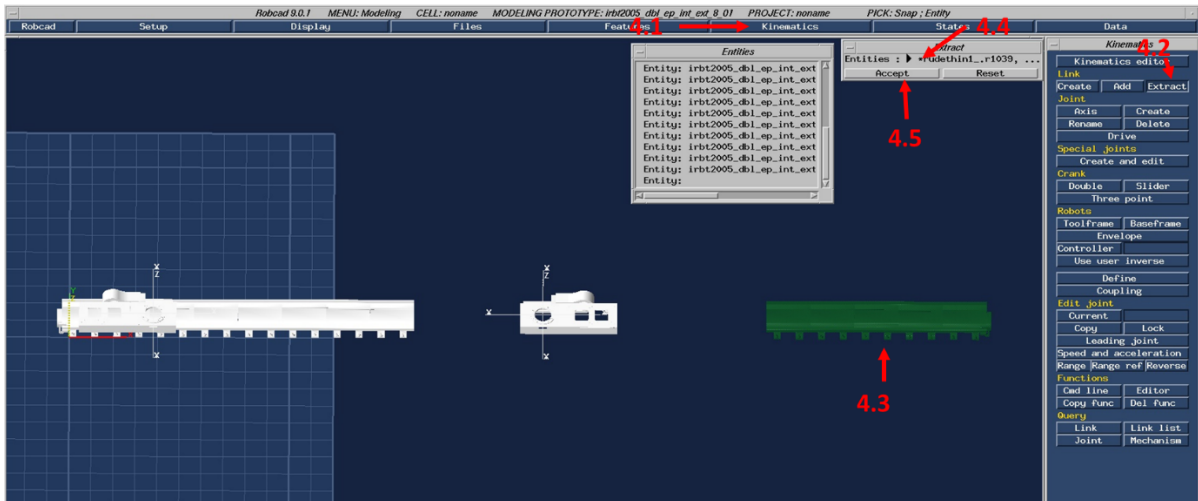 Robcad 9.0.1 MENU: Modeling CELL: noname MODELING PROTOTYPE: irbt2005_dbl_ep_int_ext_8_01 PROJECT: noname PICK: Snap ; Entity
Robcad Setup Display Files Features Kinematics States Data
4.1
4.4
Entities
Entity: irbt2005_dbl_ep_int_ext
Entity: irbt2005_dbl_ep_int_ext
Entity: irbt2005_dbl_ep_int_ext
Entity: irbt2005_dbl_ep_int_ext
Entity: irbt2005_dbl_ep_int_ext
Entity: irbt2005_dbl_ep_int_ext
Entity: irbt2005_dbl_ep_int_ext
Entity: irbt2005_dbl_ep_int_ext
Entity: irbt2005_dbl_ep_int_ext
Entity: irbt2005_dbl_ep_int_ext
Entity:
Extract
Entities : *rudethin1_.r1039, ...
Accept Reset
4.5
Kinematics
4.2
Kinematics editor
Link
Create Add Extract
Joint
Axis Create
Rename Delete
Drive
Special joints
Create and edit
Crank
Double Slider
Three point
Robots
Toolframe Baseframe
Envelope
Controller
Use user inverse
Define
Coupling
Edit joint
Current
Copy Lock
Leading joint
Speed and acceleration
Range Range ref Reverse
Functions
Cmd line Editor
Copy func Del func
Query
Link Link list
Joint Mechanism
X
Z
X
X
Z
X
X
4.3